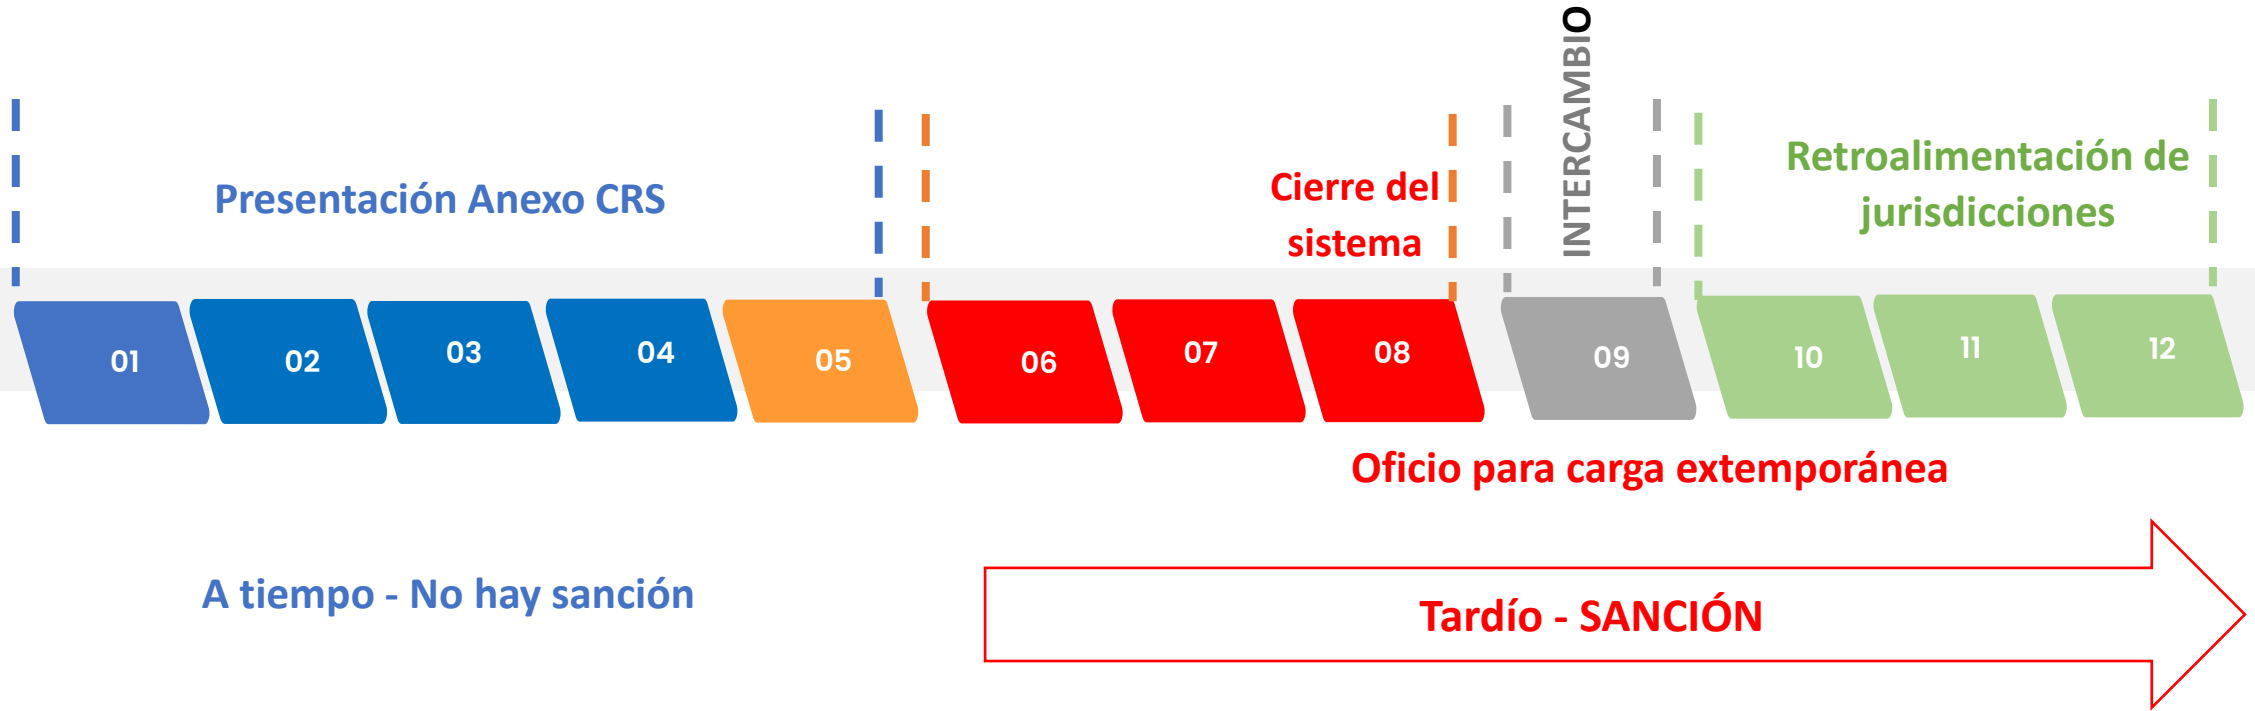 INTERCAMBIO
Presentación Anexo CRS
Cierre del
sistema
Retroalimentación de
jurisdicciones
01 02 03 04 05 06 07 08 09 10 11 12
Oficio para carga extemporánea
A tiempo - No hay sanción
Tardío - SANCIÓN